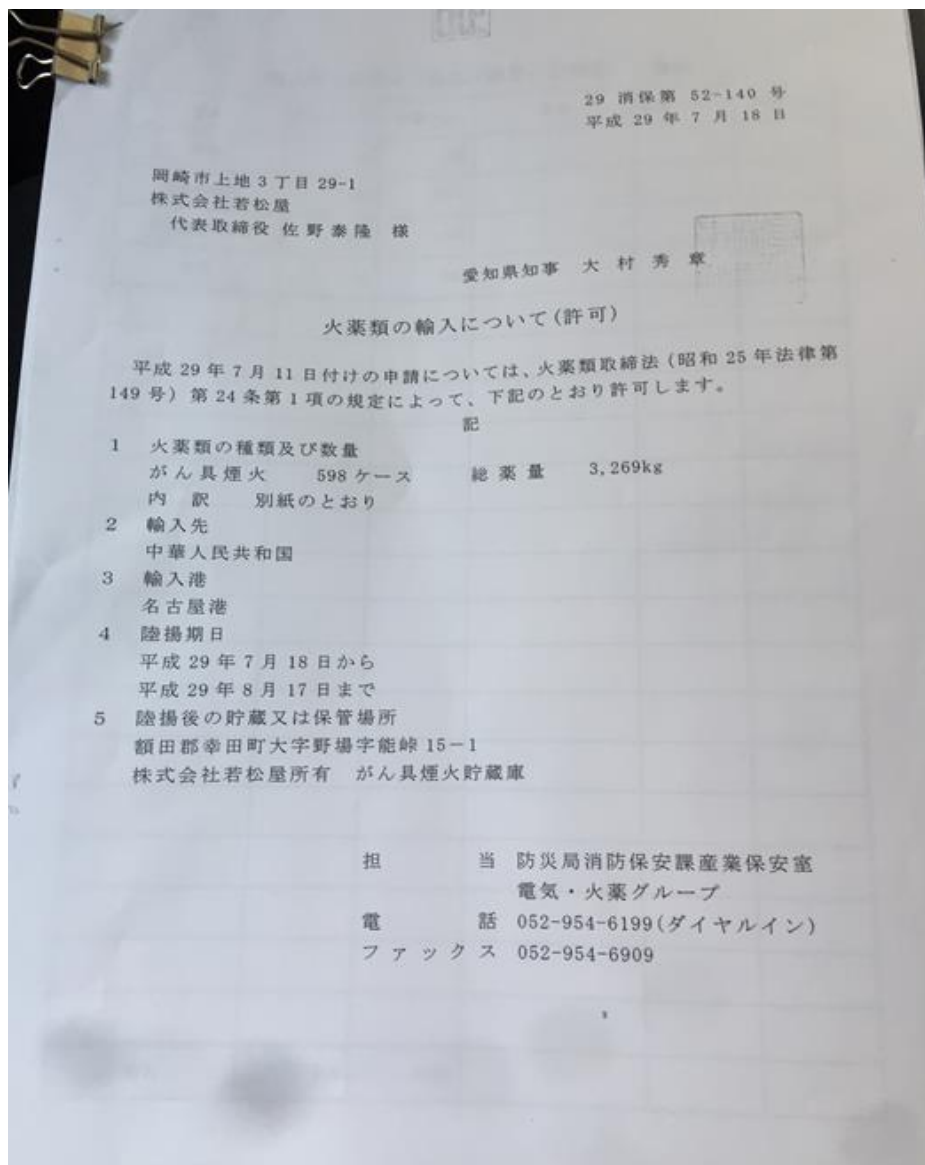 29 消保第 52-140 号
平成 29 年 7 月 18 日
岡崎市上地 3 丁目 29-1
株式会社若松屋
代表取締役 佐野泰隆 様
愛知県知事 大村秀章
火薬類の輸入について(許可)
平成 29 年 7 月 11 日付けの申請については、火薬類取締法(昭和 25 年法律第
149 号)第 24 条第 1 項の規定によって、下記のとおり許可します。
記
1 火薬類の種類及び数量
がん具煙火 598 ケース 総薬量 3,269kg
内訳 別紙のとおり
2 輸入先
中華人民共和国
3 輸入港
名古屋港
4 陸揚期日
平成 29 年 7 月 18 日から
平成 29 年 8 月 17 日まで
5 陸揚後の貯蔵又は保管場所
額田郡幸田町大字野場字能峠 15-1
株式会社若松屋所有 がん具煙火貯蔵庫
担当 防災局消防保安課産業保安室
電気・火薬グループ
電話 052-954-6199(ダイヤルイン)
ファックス 052-954-6909